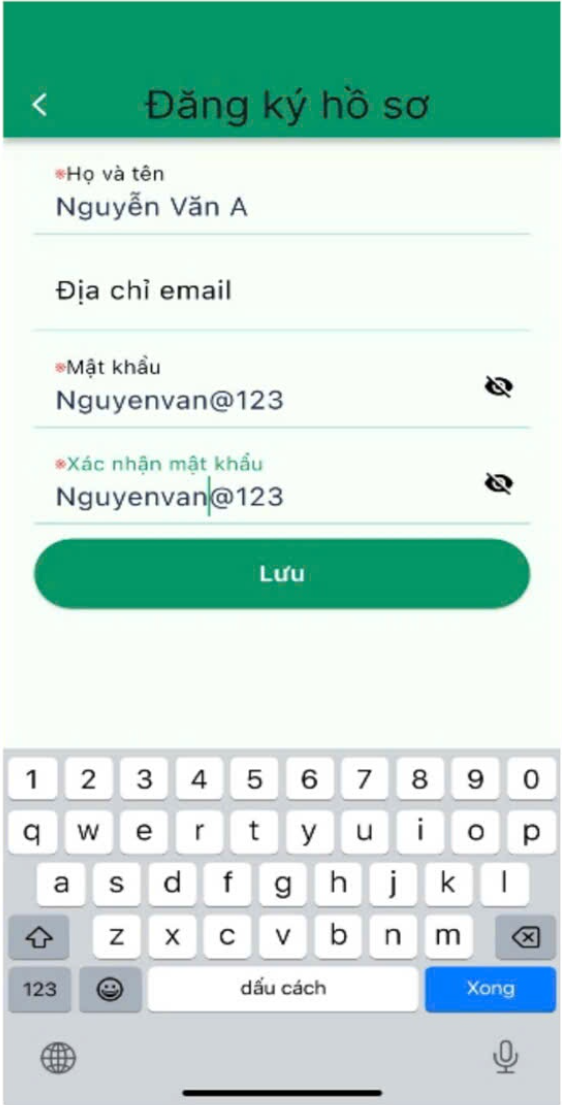 Đăng ký hồ sơ
*Họ và tên
Nguyễn Văn A
Địa chỉ email
*Mật khẩu
Nguyenvan@123
*Xác nhận mật khẩu
Nguyenvan@123
Lưu
1 2 3 4 5 6 7 8 9 0
q w e r t y u i o p
a s d f g h j k l
z x c v b n m
123 dấu cách Xong